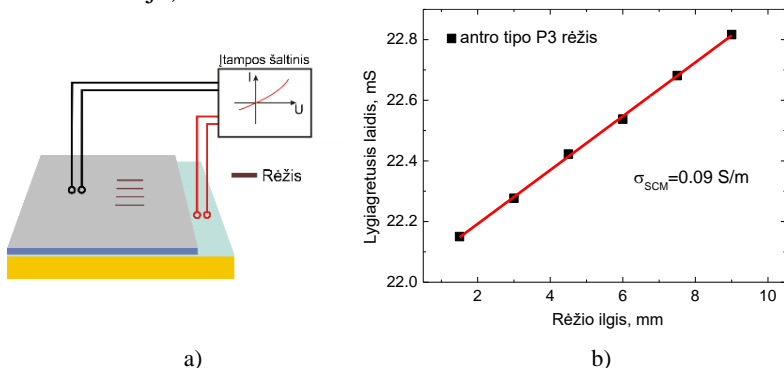 Įtampos šaltinis
I
U
Rėžis
a)
22.8
22.6
22.4
22.2
22.0
Lygiagretusis laidis, mS
antro tipo P3 rėžis
σSCM=0.09 S/m
2 4 6 8 10
Rėžio ilgis, mm
b)